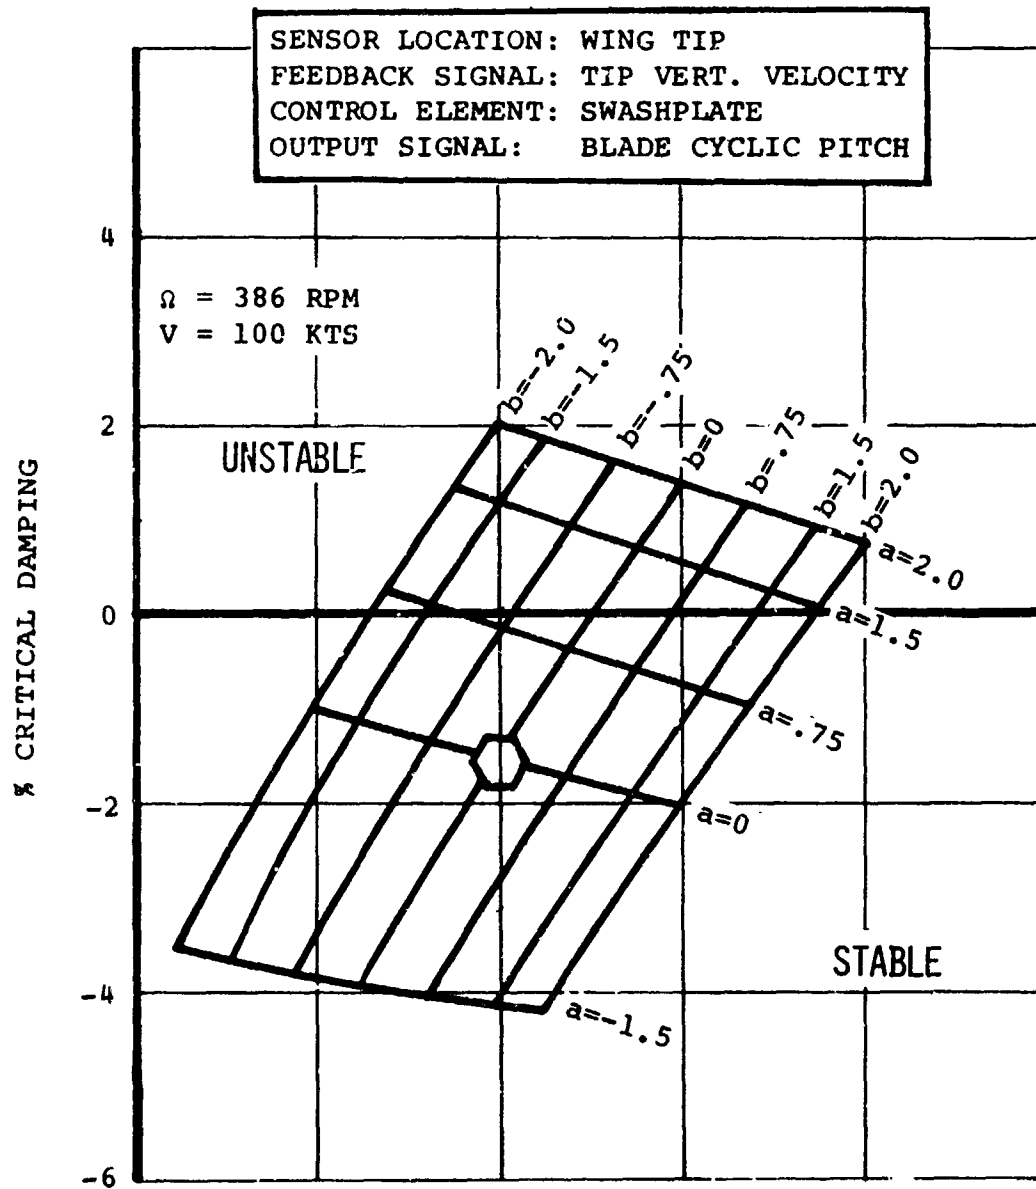 SENSOR LOCATION: WING TIP
FEEDBACK SIGNAL: TIP VERT. VELOCITY
CONTROL ELEMENT: SWASHPLATE
OUTPUT SIGNAL: BLADE CYCLIC PITCH
4
Ω = 386 RPM
V = 100 KTS
b=-2.0
b=-1.5
b=-.75
b=0
b=.75
b=1.5
b=2.0
2
UNSTABLE
a=2.0
% CRITICAL DAMPING
0
a=1.5
a=.75
-2
a=0
STABLE
-4
a=-1.5
-6